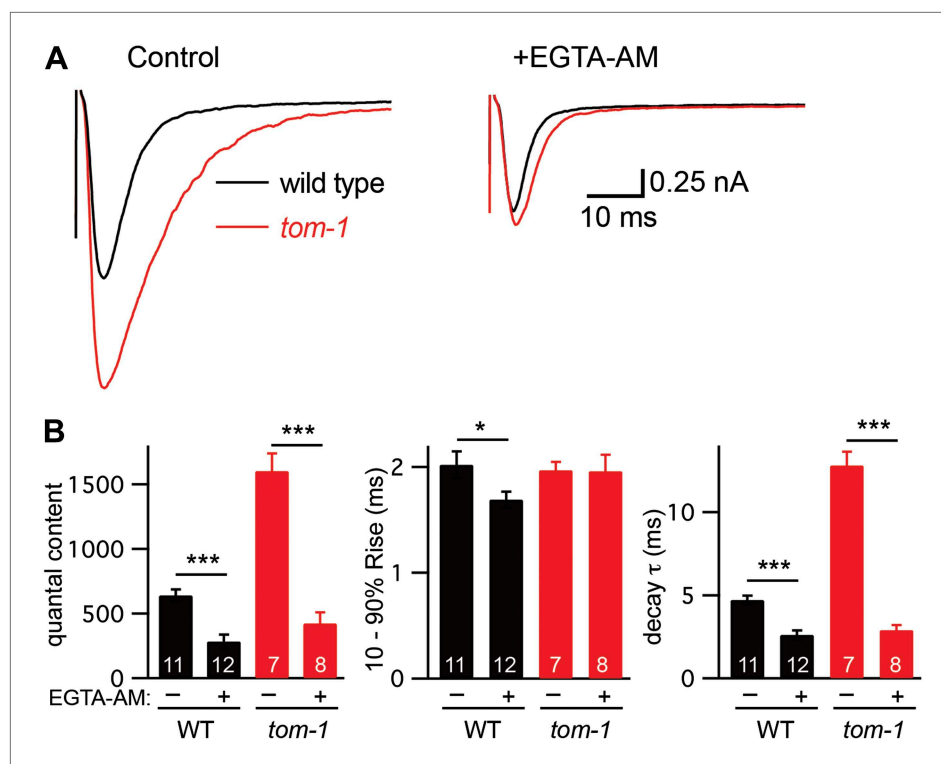 A Control +EGTA-AM
wild type
tom-1
0.25 nA
10 ms
B
quantal content
1500
1000
500
0
***
***
11 12 7 8
EGTA-AM: − + − +
WT tom-1
10 - 90% Rise (ms)
2
1
0
*
11 12 7 8
− + − +
WT tom-1
decay τ (ms)
10
5
0
***
***
11 12 7 8
− + − +
WT tom-1